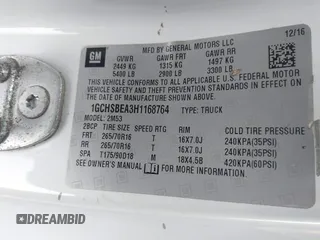 GM
MFD BY GENERAL MOTORS LLC
12/16
GVWR GAWR FRT GAWR RR
2449 KG 1315 KG 1497 KG
5400 LB 2900 LB 3300 LB
THIS VEHICLE CONFORMS TO ALL APPLICABLE U.S. FEDERAL MOTOR
VEHICLE SAFETY AND THEFT PREVENTION STANDARDS IN EFFECT
ON THE DATE OF MANUFACTURE SHOWN ABOVE.
1GCHSBEA3H1168764 TYPE: TRUCK
MODEL: 2M53
2BCP TIRE SIZE SPEED RTG RIM COLD TIRE PRESSURE
FRT 265/70R16 T 16X7.0J 240KPA(35PSI)
RR 265/70R16 T 16X7.0J 240KPA(35PSI)
SPA T175/90D18 M 18X4.5B 420KPA(60PSI)
SEE OWNER'S MANUAL FOR MORE INFORMATION.
DIREAMBID